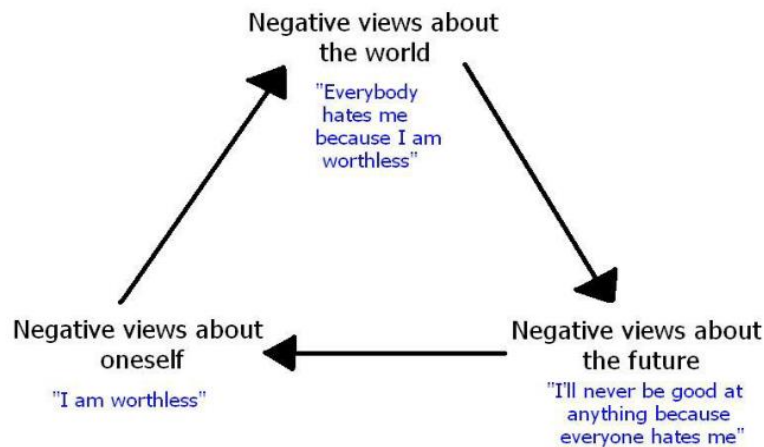 Negative views about
the world
"Everybody
hates me
because I am
worthless"
Negative views about
oneself
"I am worthless"
Negative views about
the future
"I'll never be good at
anything because
everyone hates me"